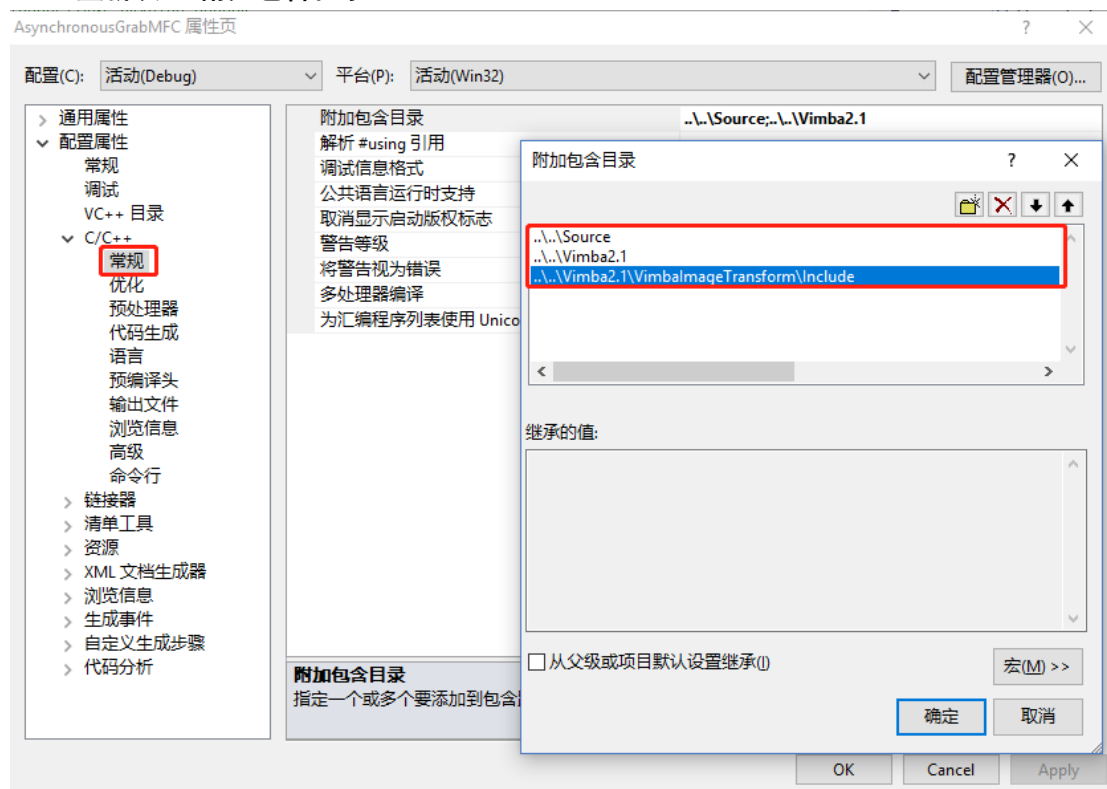 AsynchronousGrabMFC 属性页
?
配置(C):
活动(Debug)
平台(P):
活动(Win32)
配置管理器(O)...
通用属性
配置属性
常规
调试
VC++ 目录
C/C++
常规
优化
预处理器
代码生成
语言
预编译头
输出文件
浏览信息
高级
命令行
链接器
清单工具
资源
XML 文档生成器
浏览信息
生成事件
自定义生成步骤
代码分析
附加包含目录
..\..\Source;..\..\Vimba2.1
解析 #using 引用
调试信息格式
公共语言运行时支持
取消显示启动版权标志
警告等级
将警告视为错误
多处理器编译
为汇编程序列表使用 Unico
附加包含目录
指定一个或多个要添加到包含
附加包含目录
?
..\..\Source
..\..\Vimba2.1
..\..\Vimba2.1\VimbaImageTransform\Include
继承的值:
从父级或项目默认设置继承(I)
宏(M) >>
确定
取消
OK
Cancel
Apply